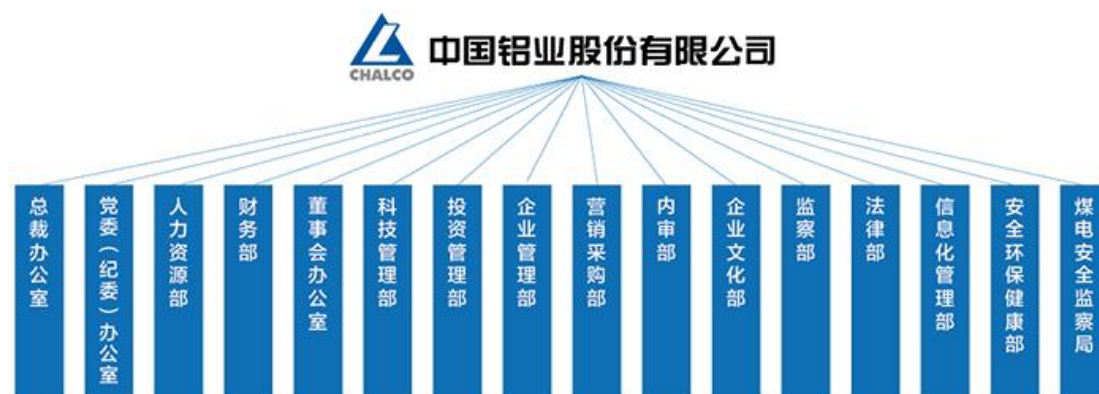 中国铝业股份有限公司
CHALCO
总裁办公室
党委（纪委）办公室
人力资源部
财务部
董事会办公室
科技管理部
投资管理部
企业管理部
营销采购部
内审部
企业文化部
监察部
法律部
信息化管理部
安全环保健康部
煤电安全监察局